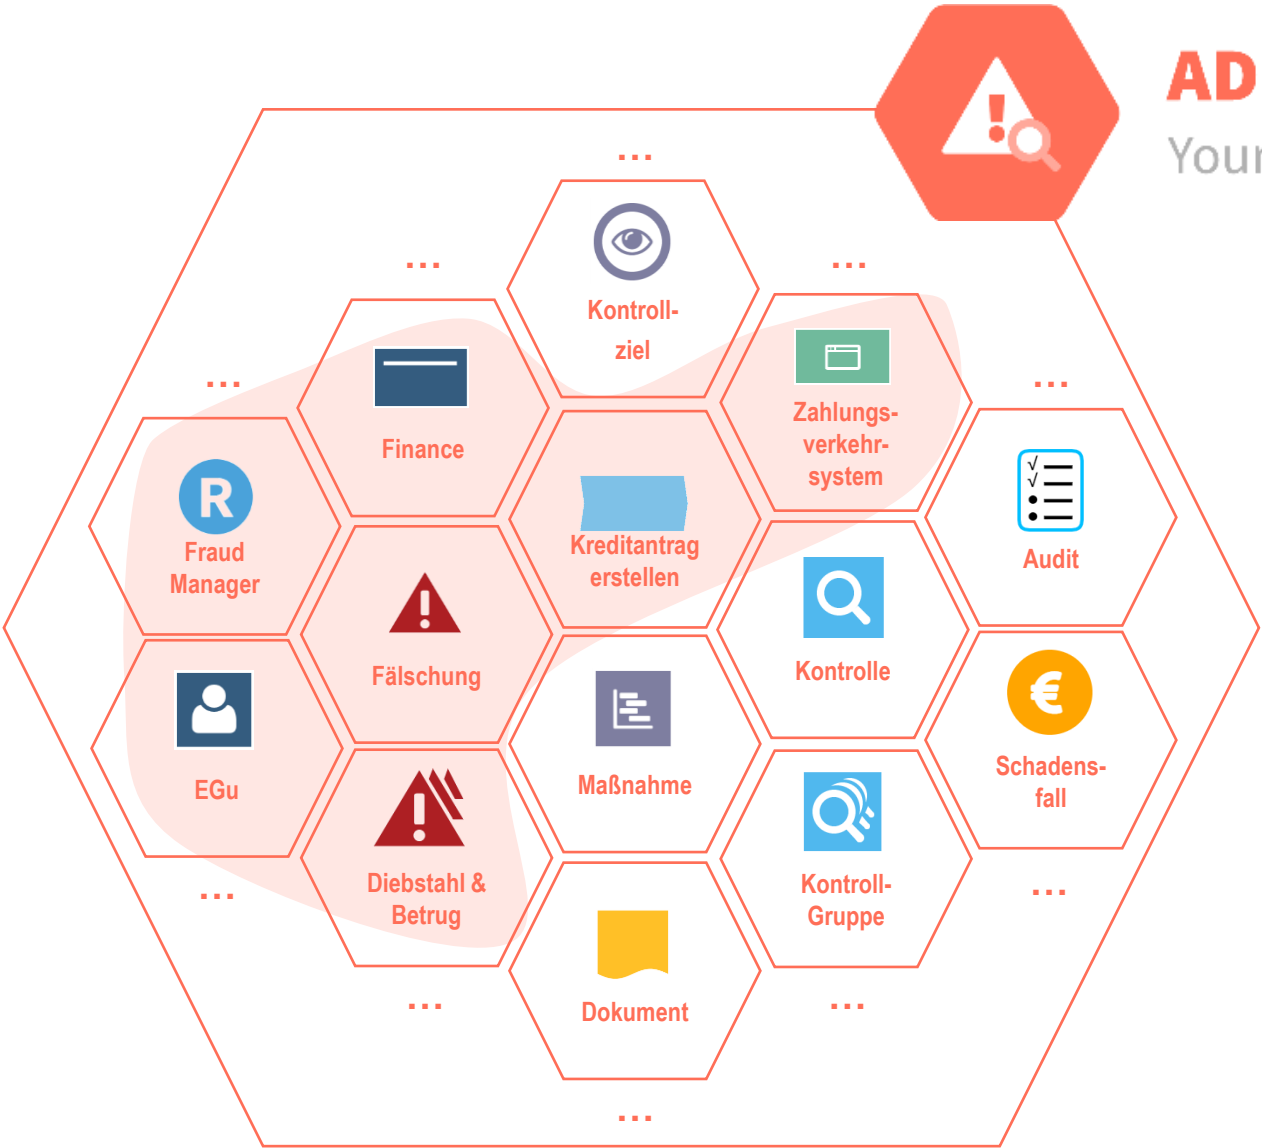 AD
Your
...
Kontroll-
ziel
...
Finance
...
Zahlungs-
verkehr-
system
...
R
Fraud
Manager
Kreditantrag
erstellen
...
√
√
Audit
Fälschung
Kontrolle
EGu
Maßnahme
€
Schadens-
fall
...
Diebstahl &
Betrug
Kontroll-
Gruppe
...
Dokument
...
...
...